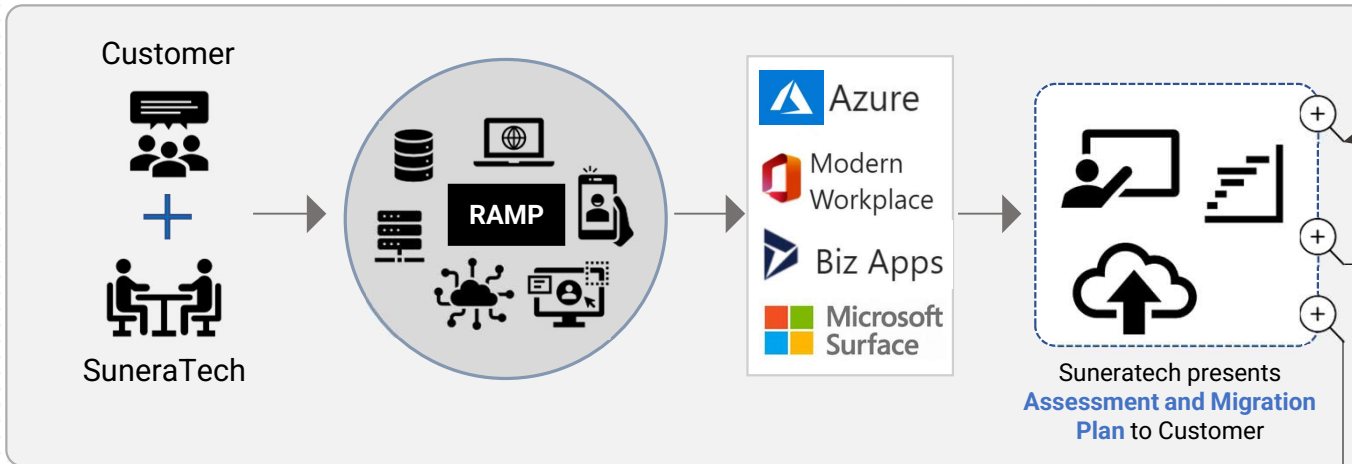 Customer
SuneraTech
RAMP
Azure
Modern
Workplace
Biz Apps
Microsoft
Surface
Suneratech presents
Assessment and Migration
Plan to Customer